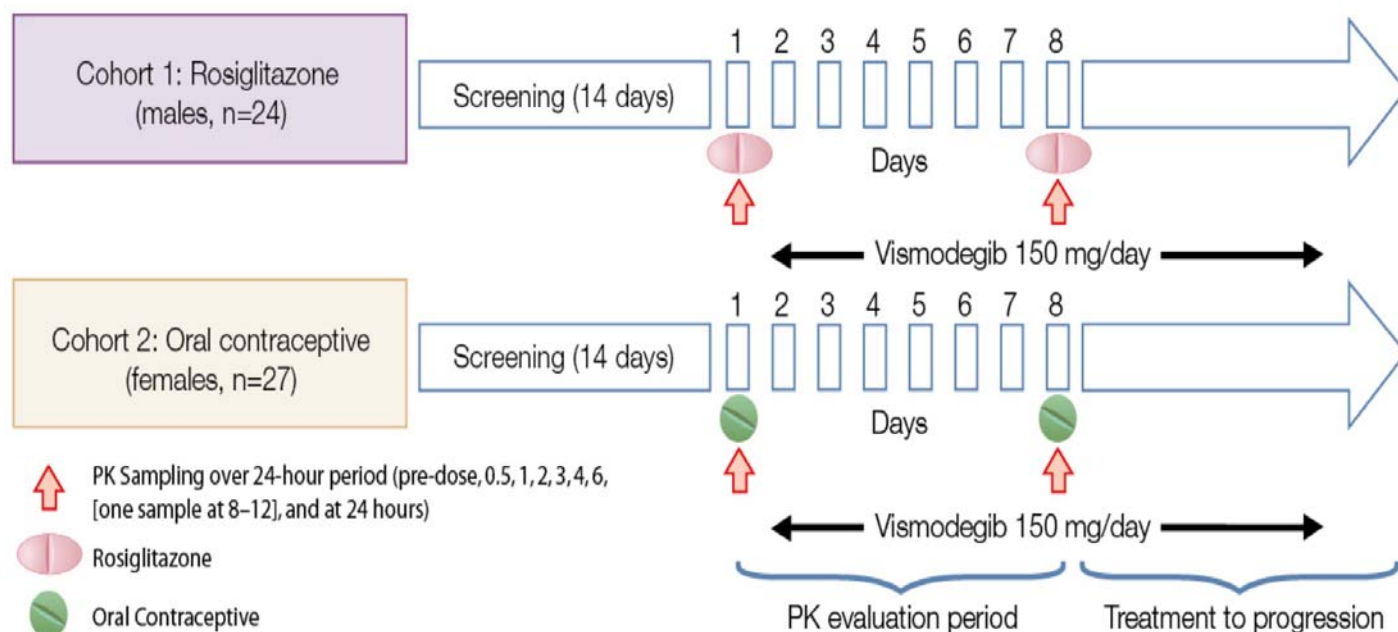 Cohort 1: Rosiglitazone
(males, n=24)
Screening (14 days)
1 2 3 4 5 6 7 8
Days
Vismodegib 150 mg/day
Cohort 2: Oral contraceptive
(females, n=27)
Screening (14 days)
1 2 3 4 5 6 7 8
Days
Vismodegib 150 mg/day
PK Sampling over 24-hour period (pre-dose, 0.5, 1, 2, 3, 4, 6,
[one sample at 8–12], and at 24 hours)
Rosiglitazone
Oral Contraceptive
PK evaluation period
Treatment to progression